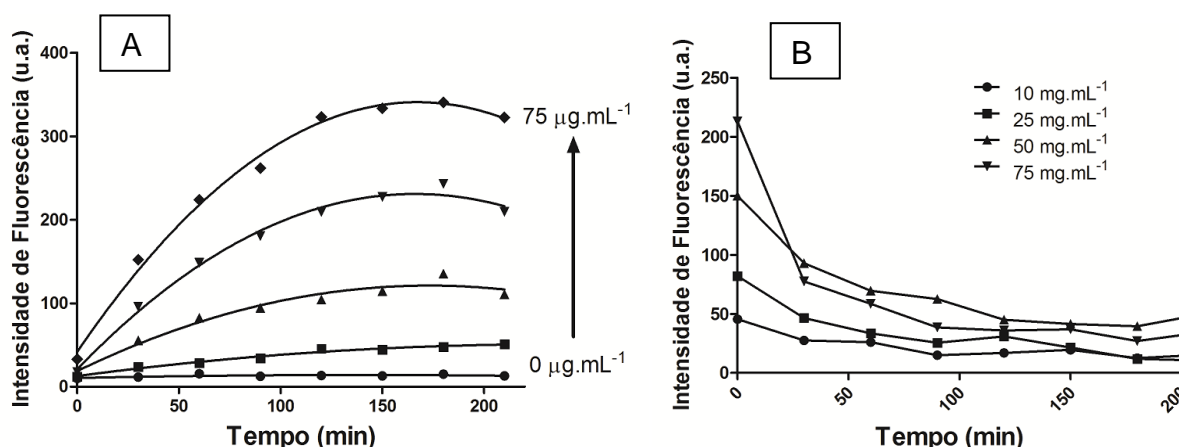 A
Intensidade de Fluorescência (u.a.)
400
300
200
100
0
0
50
100
150
200
Tempo (min)
75 µg.mL⁻¹
0 µg.mL⁻¹
B
Intensidade de Fluorescência (u.a.)
250
200
150
100
50
0
0
50
100
150
200
Tempo (min)
10 mg.mL⁻¹
25 mg.mL⁻¹
50 mg.mL⁻¹
75 mg.mL⁻¹